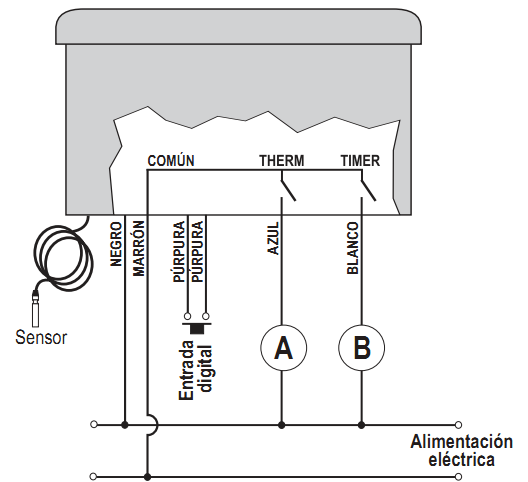 COMÚN THERM TIMER
NEGRO
MARRÓN
PÚRPURA
PÚRPURA
AZUL
BLANCO
Sensor
Entrada
digital
A
B
Alimentación
eléctrica